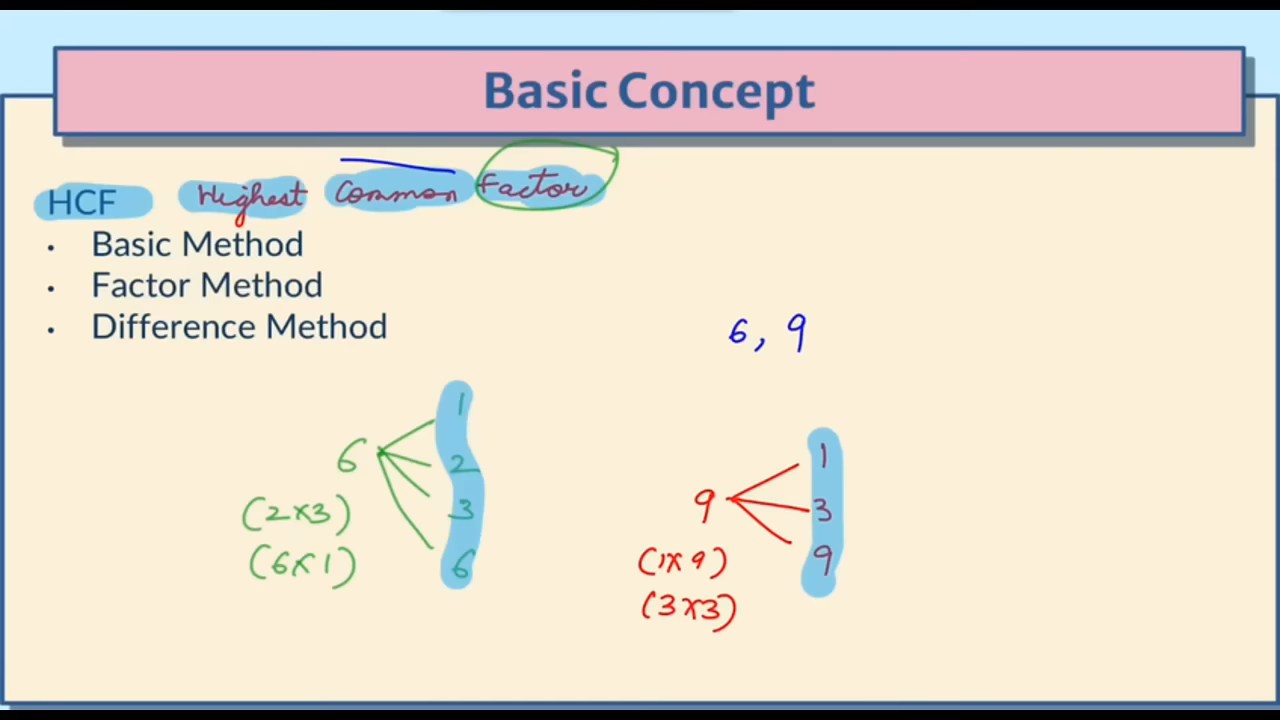 Basic Concept
HCF Highest Common Factor
• Basic Method
• Factor Method
• Difference Method
6, 9
6
1
2
3
6
(2×3)
(6×1)
9
1
3
9
(1×9)
(3×3)